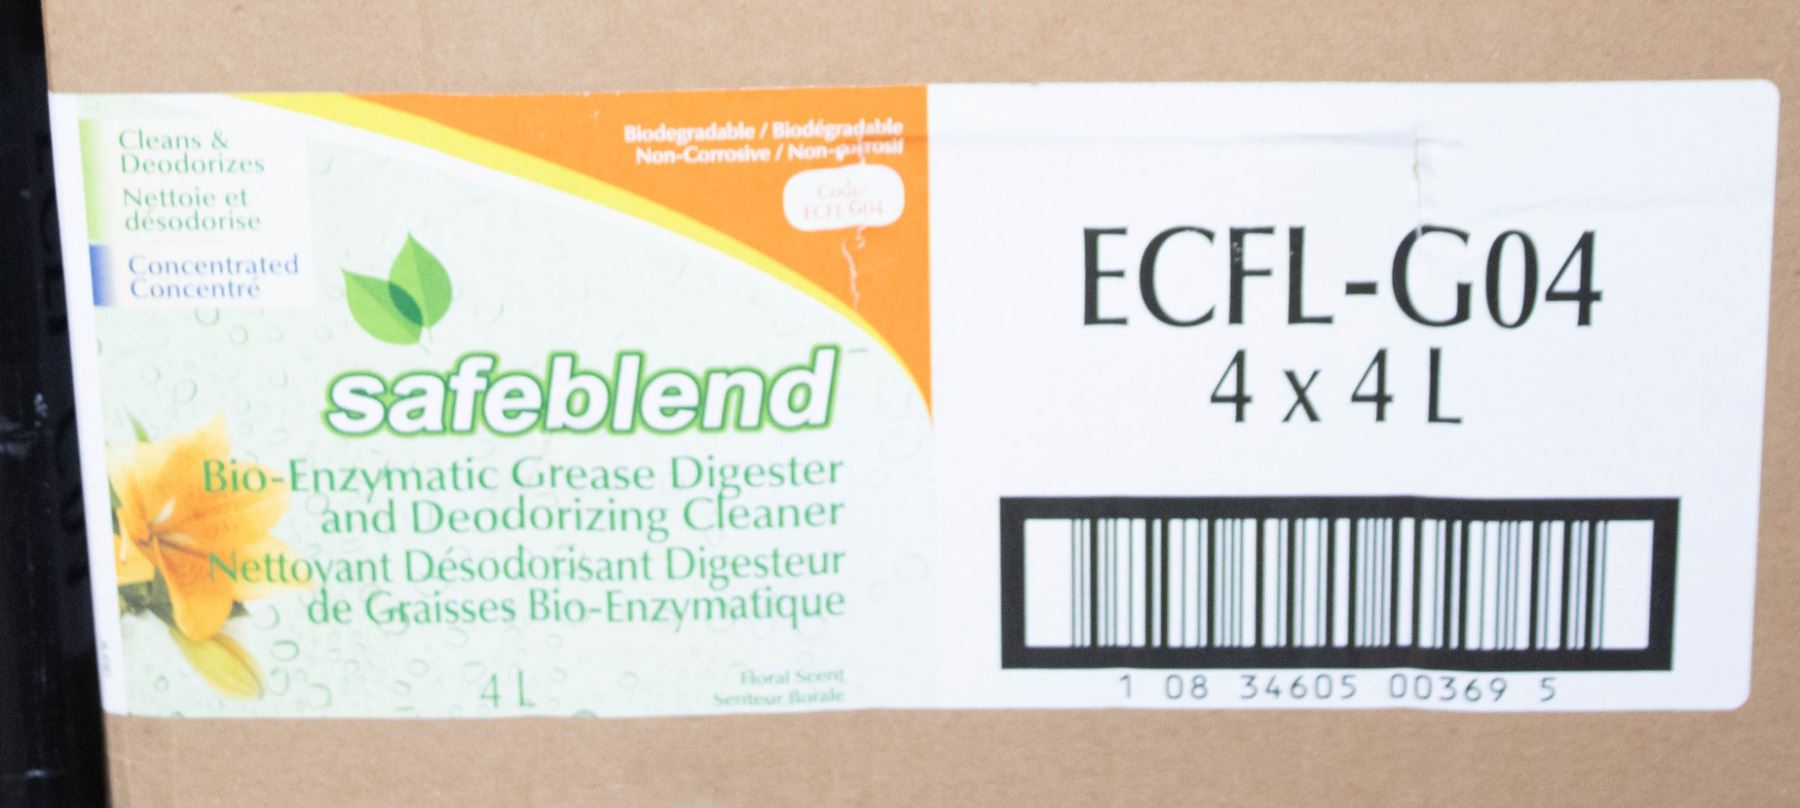 Cleans &
Deodorizes
Nettoie et
désodorise
Concentrated
Concentré
Biodegradable / Biodégradable
Non-Corrosive / Non-corrosif
Code:
ECFL G04
safeblend
Bio-Enzymatic Grease Digester
and Deodorizing Cleaner
Nettoyant Désodorisant Digesteur
de Graisses Bio-Enzymatique
4 L
Floral Scent
Senteur florale
ECFL-G04
4 x 4 L
1 08 34605 00369 5